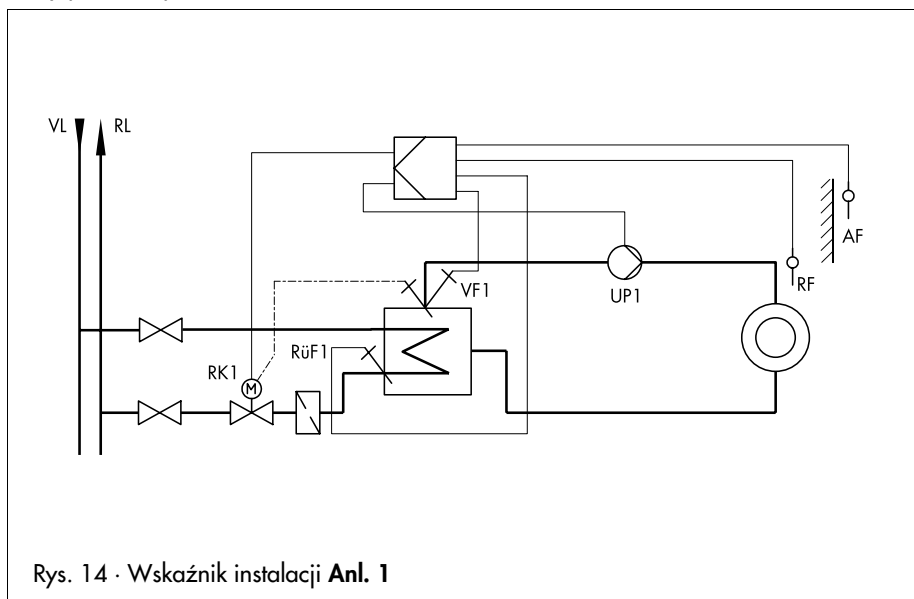 VL
RL
AF
RF
VF1
UP1
RüF1
RK1
M
Rys. 14 · Wskaźnik instalacji Anl. 1